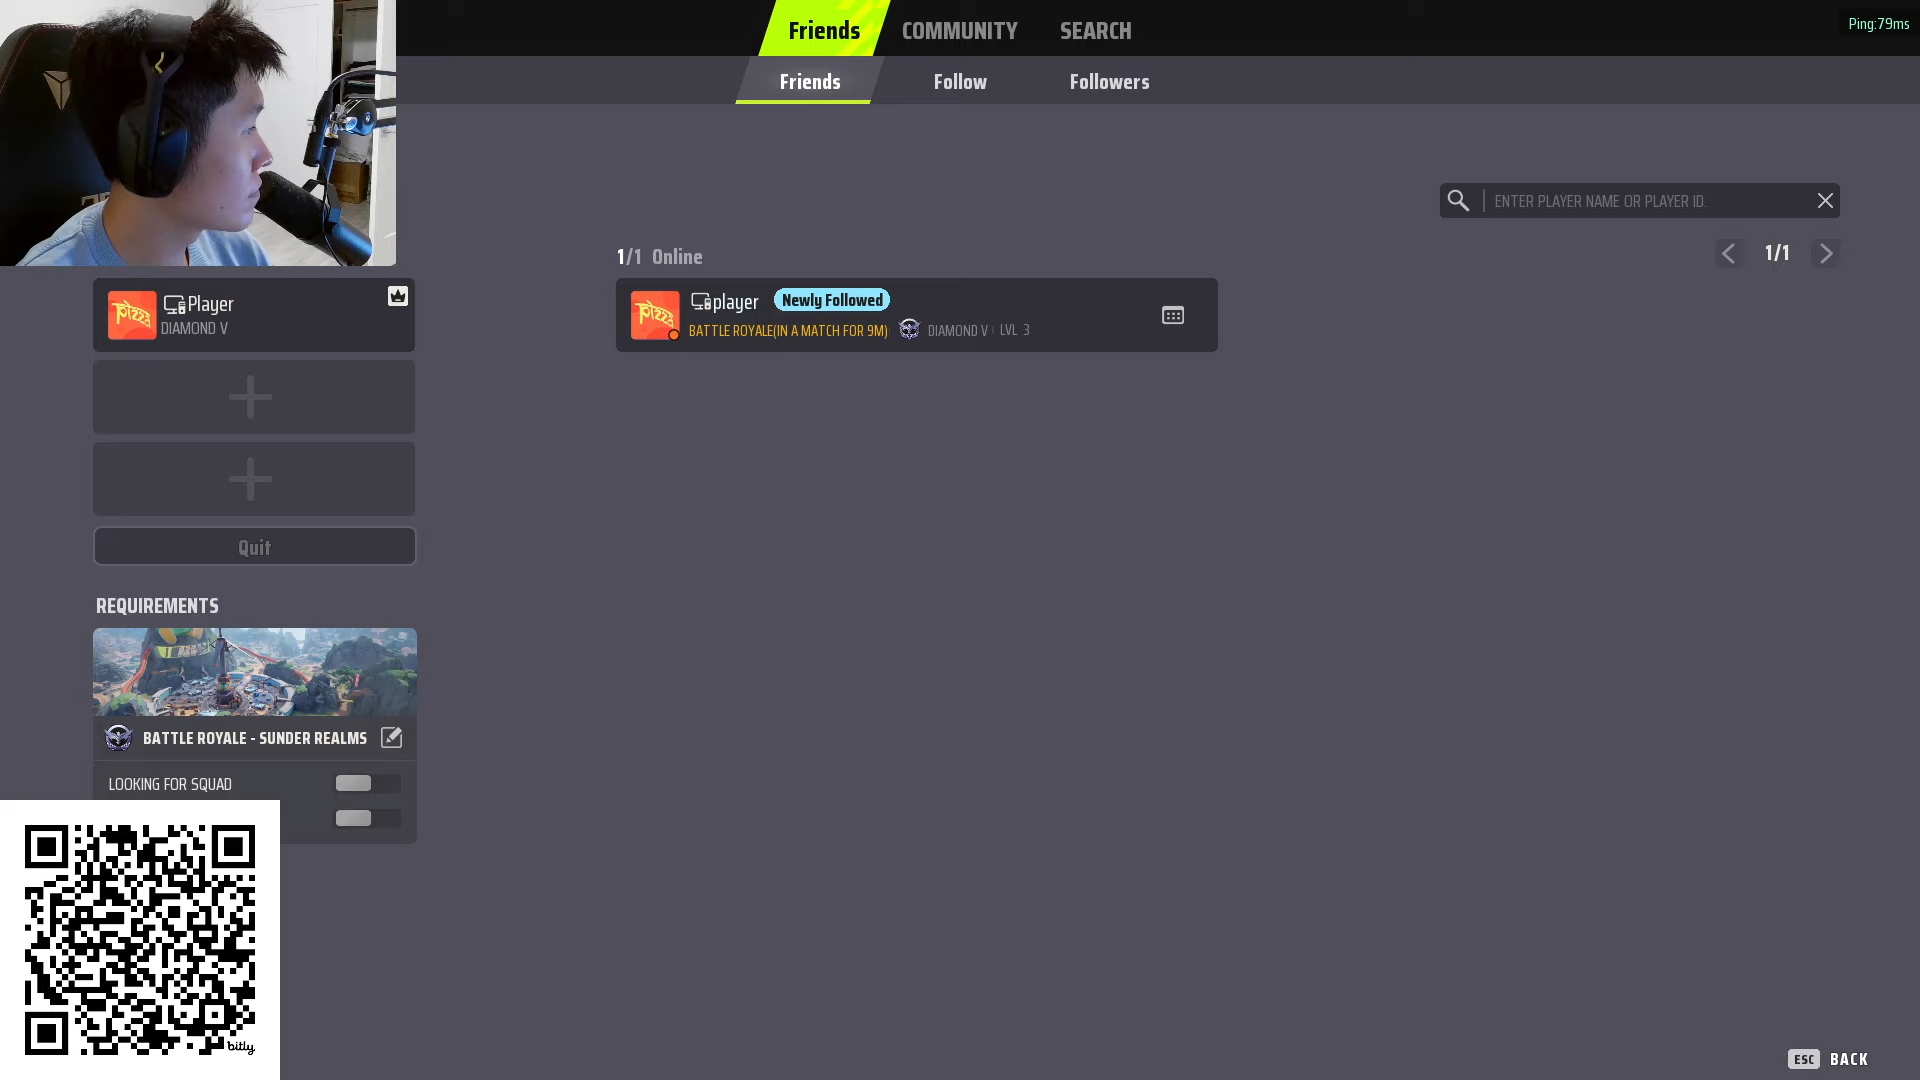 Friends COMMUNITY SEARCH
Ping:79ms
Friends Follow Followers
ENTER PLAYER NAME OR PLAYER ID.
1/1 Online
1/1
Pizza
Player
DIAMOND V
Pizza
player Newly Followed
BATTLE ROYALE(IN A MATCH FOR 9M) DIAMOND V LVL 3
Quit
REQUIREMENTS
BATTLE ROYALE - SUNDER REALMS
LOOKING FOR SQUAD
bitly
ESC BACK